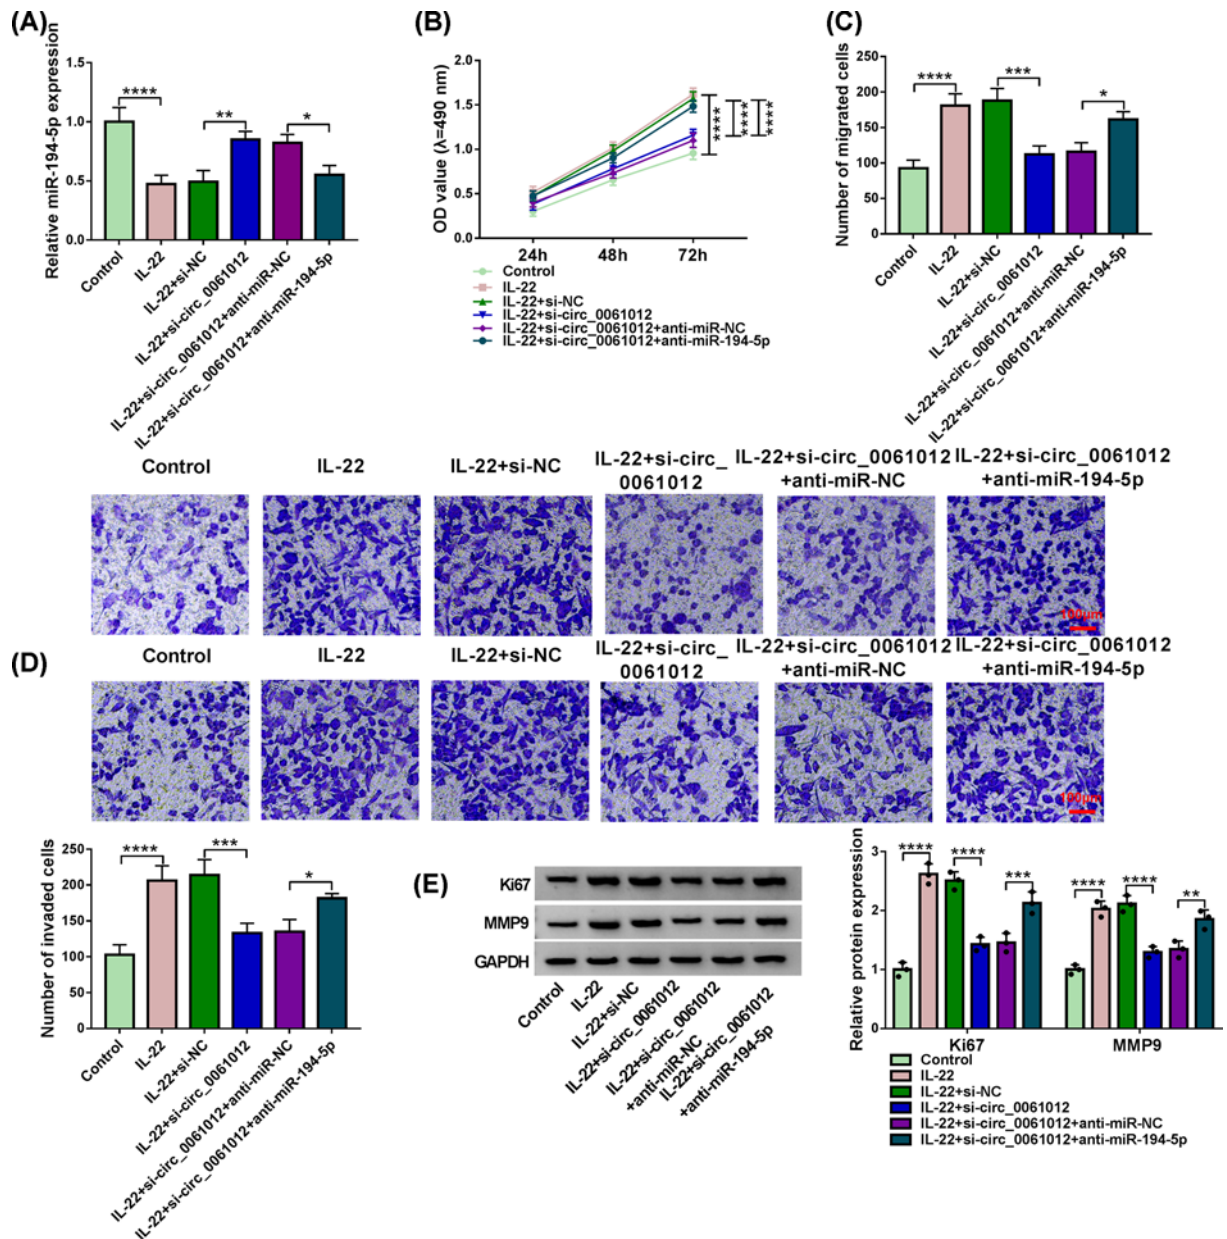 (A)
Relative miR-194-5p expression
1.5
1.0
0.5
0.0
****
**
*
Control
IL-22
IL-22+si-NC
IL-22+si-circ_0061012
IL-22+si-circ_0061012+anti-miR-NC
IL-22+si-circ_0061012+anti-miR-194-5p
(B)
OD value (λ=490 nm)
2.0
1.5
1.0
0.5
0.0
24h
48h
72h
****
****
****
Control
IL-22
IL-22+si-NC
IL-22+si-circ_0061012
IL-22+si-circ_0061012+anti-miR-NC
IL-22+si-circ_0061012+anti-miR-194-5p
(C)
Number of migrated cells
250
200
150
100
50
0
****
***
*
Control
IL-22
IL-22+si-NC
IL-22+si-circ_0061012
IL-22+si-circ_0061012+anti-miR-NC
IL-22+si-circ_0061012+anti-miR-194-5p
Control
IL-22
IL-22+si-NC
IL-22+si-circ_
0061012
IL-22+si-circ_0061012
+anti-miR-NC
IL-22+si-circ_0061012
+anti-miR-194-5p
100μm
(D)
Control
IL-22
IL-22+si-NC
IL-22+si-circ_
0061012
IL-22+si-circ_0061012
+anti-miR-NC
IL-22+si-circ_0061012
+anti-miR-194-5p
100μm
Number of invaded cells
250
200
150
100
50
0
****
***
*
Control
IL-22
IL-22+si-NC
IL-22+si-circ_0061012
IL-22+si-circ_0061012+anti-miR-NC
IL-22+si-circ_0061012+anti-miR-194-5p
(E)
Ki67
MMP9
GAPDH
Control
IL-22
IL-22+si-NC
IL-22+si-circ_0061012
IL-22+si-circ_0061012
+anti-miR-NC
IL-22+si-circ_0061012
+anti-miR-194-5p
Relative protein expression
3
2
1
0
****
****
***
****
****
**
Ki67
MMP9
Control
IL-22
IL-22+si-NC
IL-22+si-circ_0061012
IL-22+si-circ_0061012+anti-miR-NC
IL-22+si-circ_0061012+anti-miR-194-5p